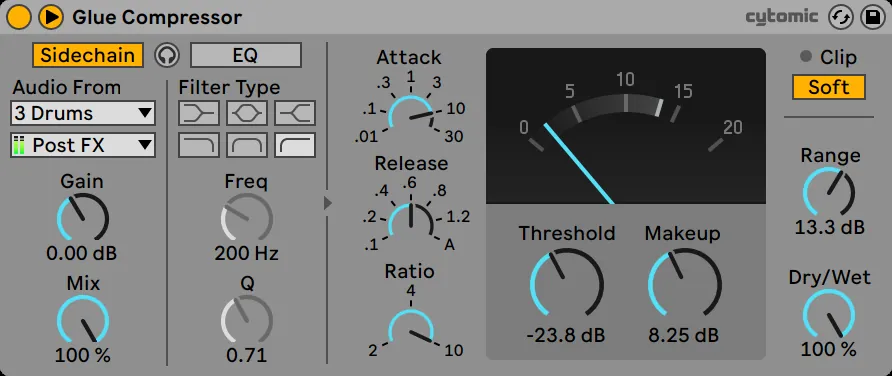 Glue Compressor
cytomic
Sidechain
EQ
Audio From
3 Drums
Post FX
Gain
0.00 dB
Mix
100 %
Filter Type
Freq
200 Hz
Q
0.71
Attack
.01 .1 .3 1 3 10 30
Release
.1 .2 .4 .6 .8 1.2 A
Ratio
2 4 10
0 5 10 15 20
Threshold
-23.8 dB
Makeup
8.25 dB
Clip
Soft
Range
13.3 dB
Dry/Wet
100 %